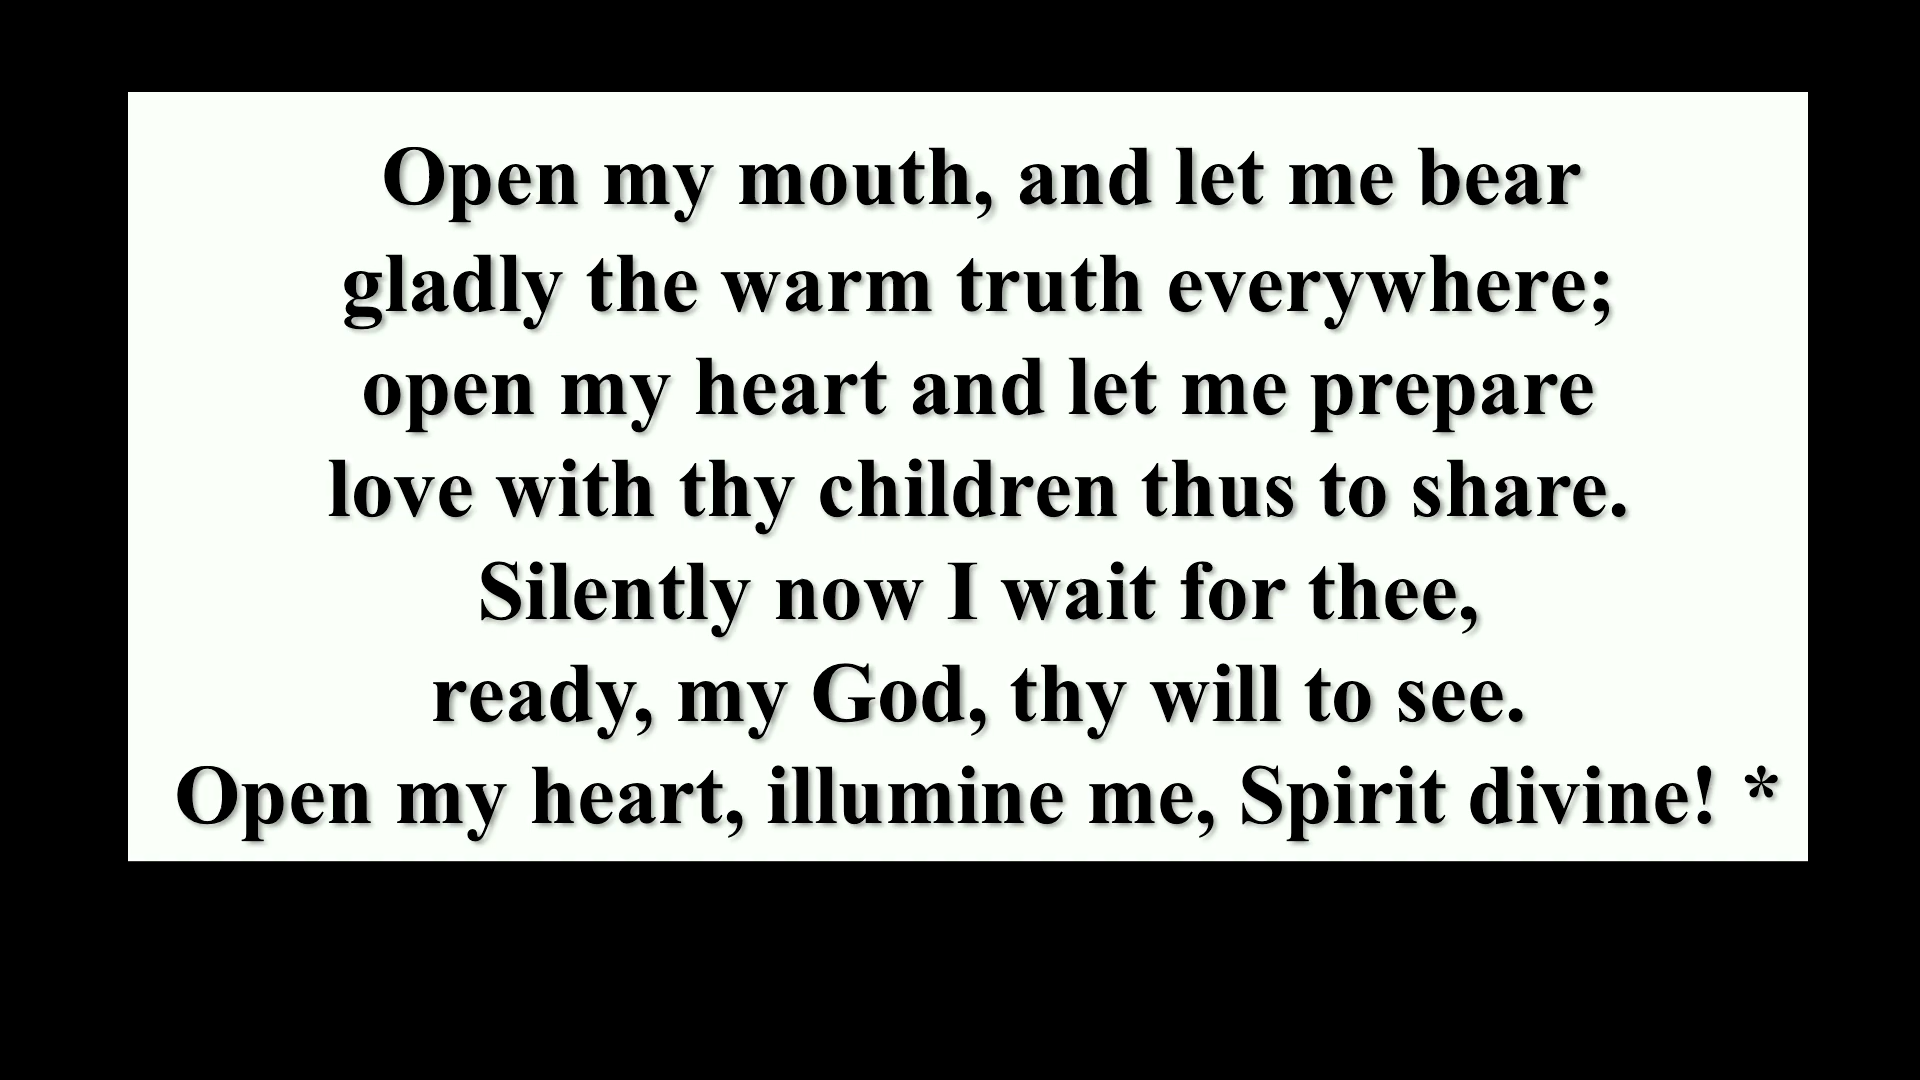 Open my mouth, and let me bear
gladly the warm truth everywhere;
open my heart and let me prepare
love with thy children thus to share.
Silently now I wait for thee,
ready, my God, thy will to see.
Open my heart, illumine me, Spirit divine! *